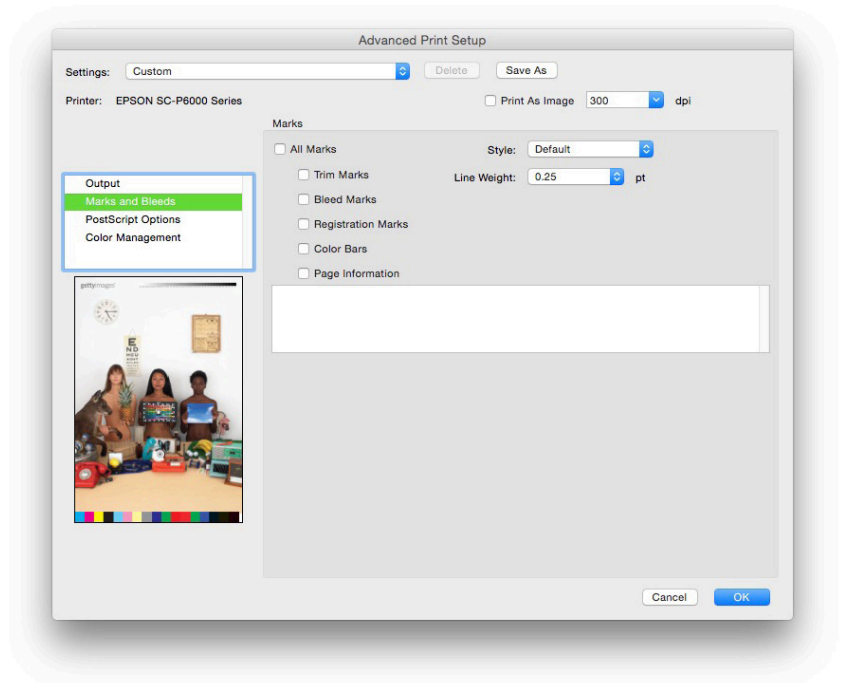 Advanced Print Setup
Settings: Custom Delete Save As
Printer: EPSON SC-P6000 Series Print As Image 300 dpi
Marks
All Marks Style: Default
Trim Marks Line Weight: 0.25 pt
Bleed Marks
Registration Marks
Color Bars
Page Information
Output
Marks and Bleeds
PostScript Options
Color Management
gettyimages
E
N D
Cancel OK